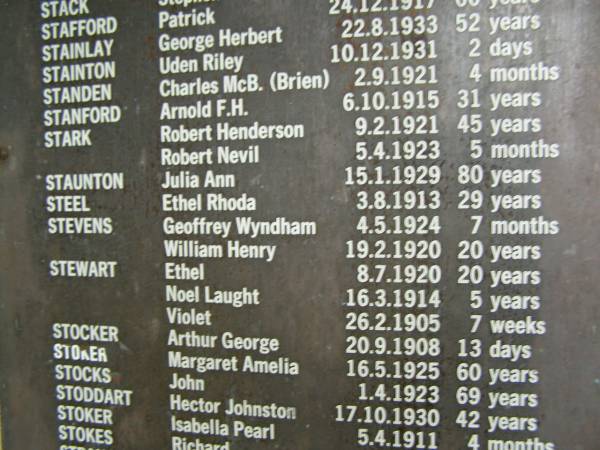 STACK 24.12.1917 60 years
STAFFORD Patrick 22.8.1933 52 years
STAINLAY George Herbert 10.12.1931 2 days
STAINTON Uden Riley 2.9.1921 4 months
STANDEN Charles McB. (Brien) 6.10.1915 31 years
STANFORD Arnold F.H. 9.2.1921 45 years
STARK Robert Henderson 5.4.1923 5 months
Robert Nevil 15.1.1929 80 years
STAUNTON Julia Ann 3.8.1913 29 years
STEEL Ethel Rhoda 4.5.1924 7 months
STEVENS Geoffrey Wyndham 19.2.1920 20 years
William Henry 8.7.1920 20 years
STEWART Ethel 16.3.1914 5 years
Noel Laught 26.2.1905 7 weeks
Violet 20.9.1908 13 days
STOCKER Arthur George 16.5.1925 60 years
STOKER Margaret Amelia 1.4.1923 69 years
STOCKS John 17.10.1930 42 years
STODDART Hector Johnston 5.4.1911 4 months
STOKER Isabella Pearl
STOKES Richard